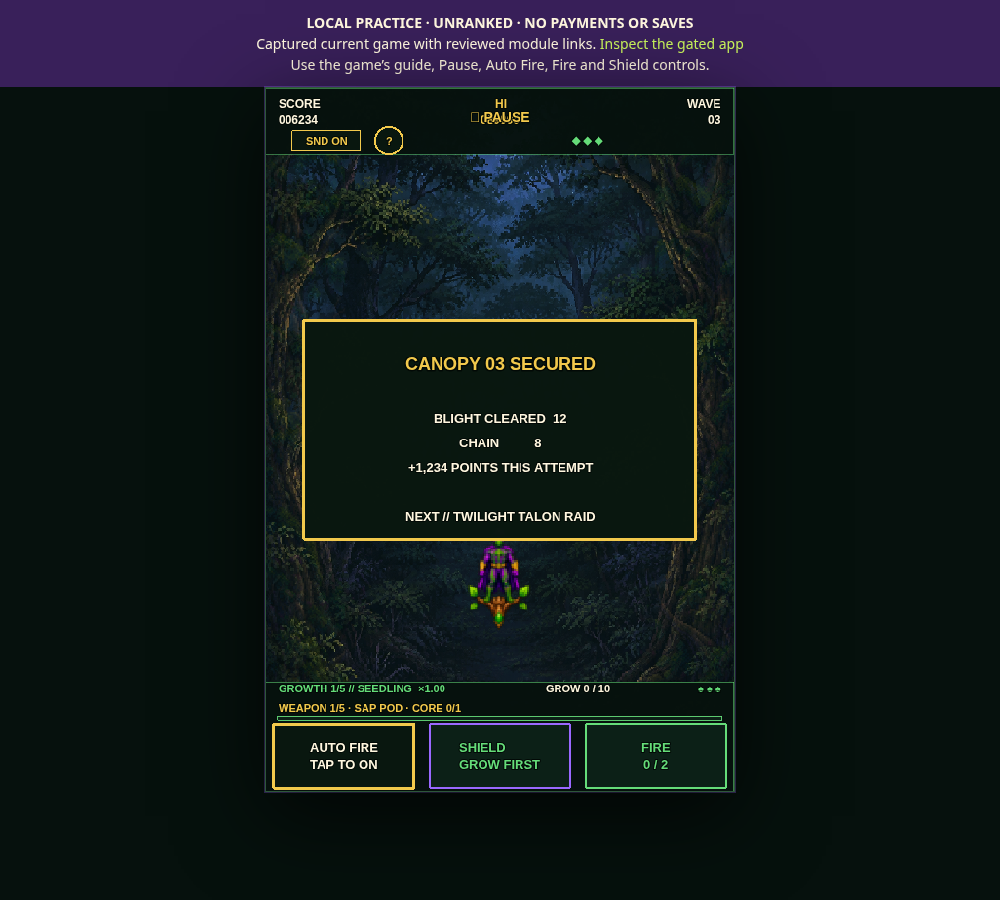 LOCAL PRACTICE · UNRANKED · NO PAYMENTS OR SAVES
Captured current game with reviewed module links. Inspect the gated app
Use the game's guide, Pause, Auto Fire, Fire and Shield controls.
SCORE
HI
WAVE
006234
PAUSE
03
SND ON
?
CANOPY 03 SECURED
BLIGHT CLEARED 12
CHAIN 8
+1,234 POINTS THIS ATTEMPT
NEXT // TWILIGHT TALON RAID
GROWTH 1/5 // SEEDLING ×1.00
GROW 0 / 10
WEAPON 1/5 · SAP POD · CORE 0/1
AUTO FIRE
TAP TO ON
SHIELD
GROW FIRST
FIRE
0 / 2